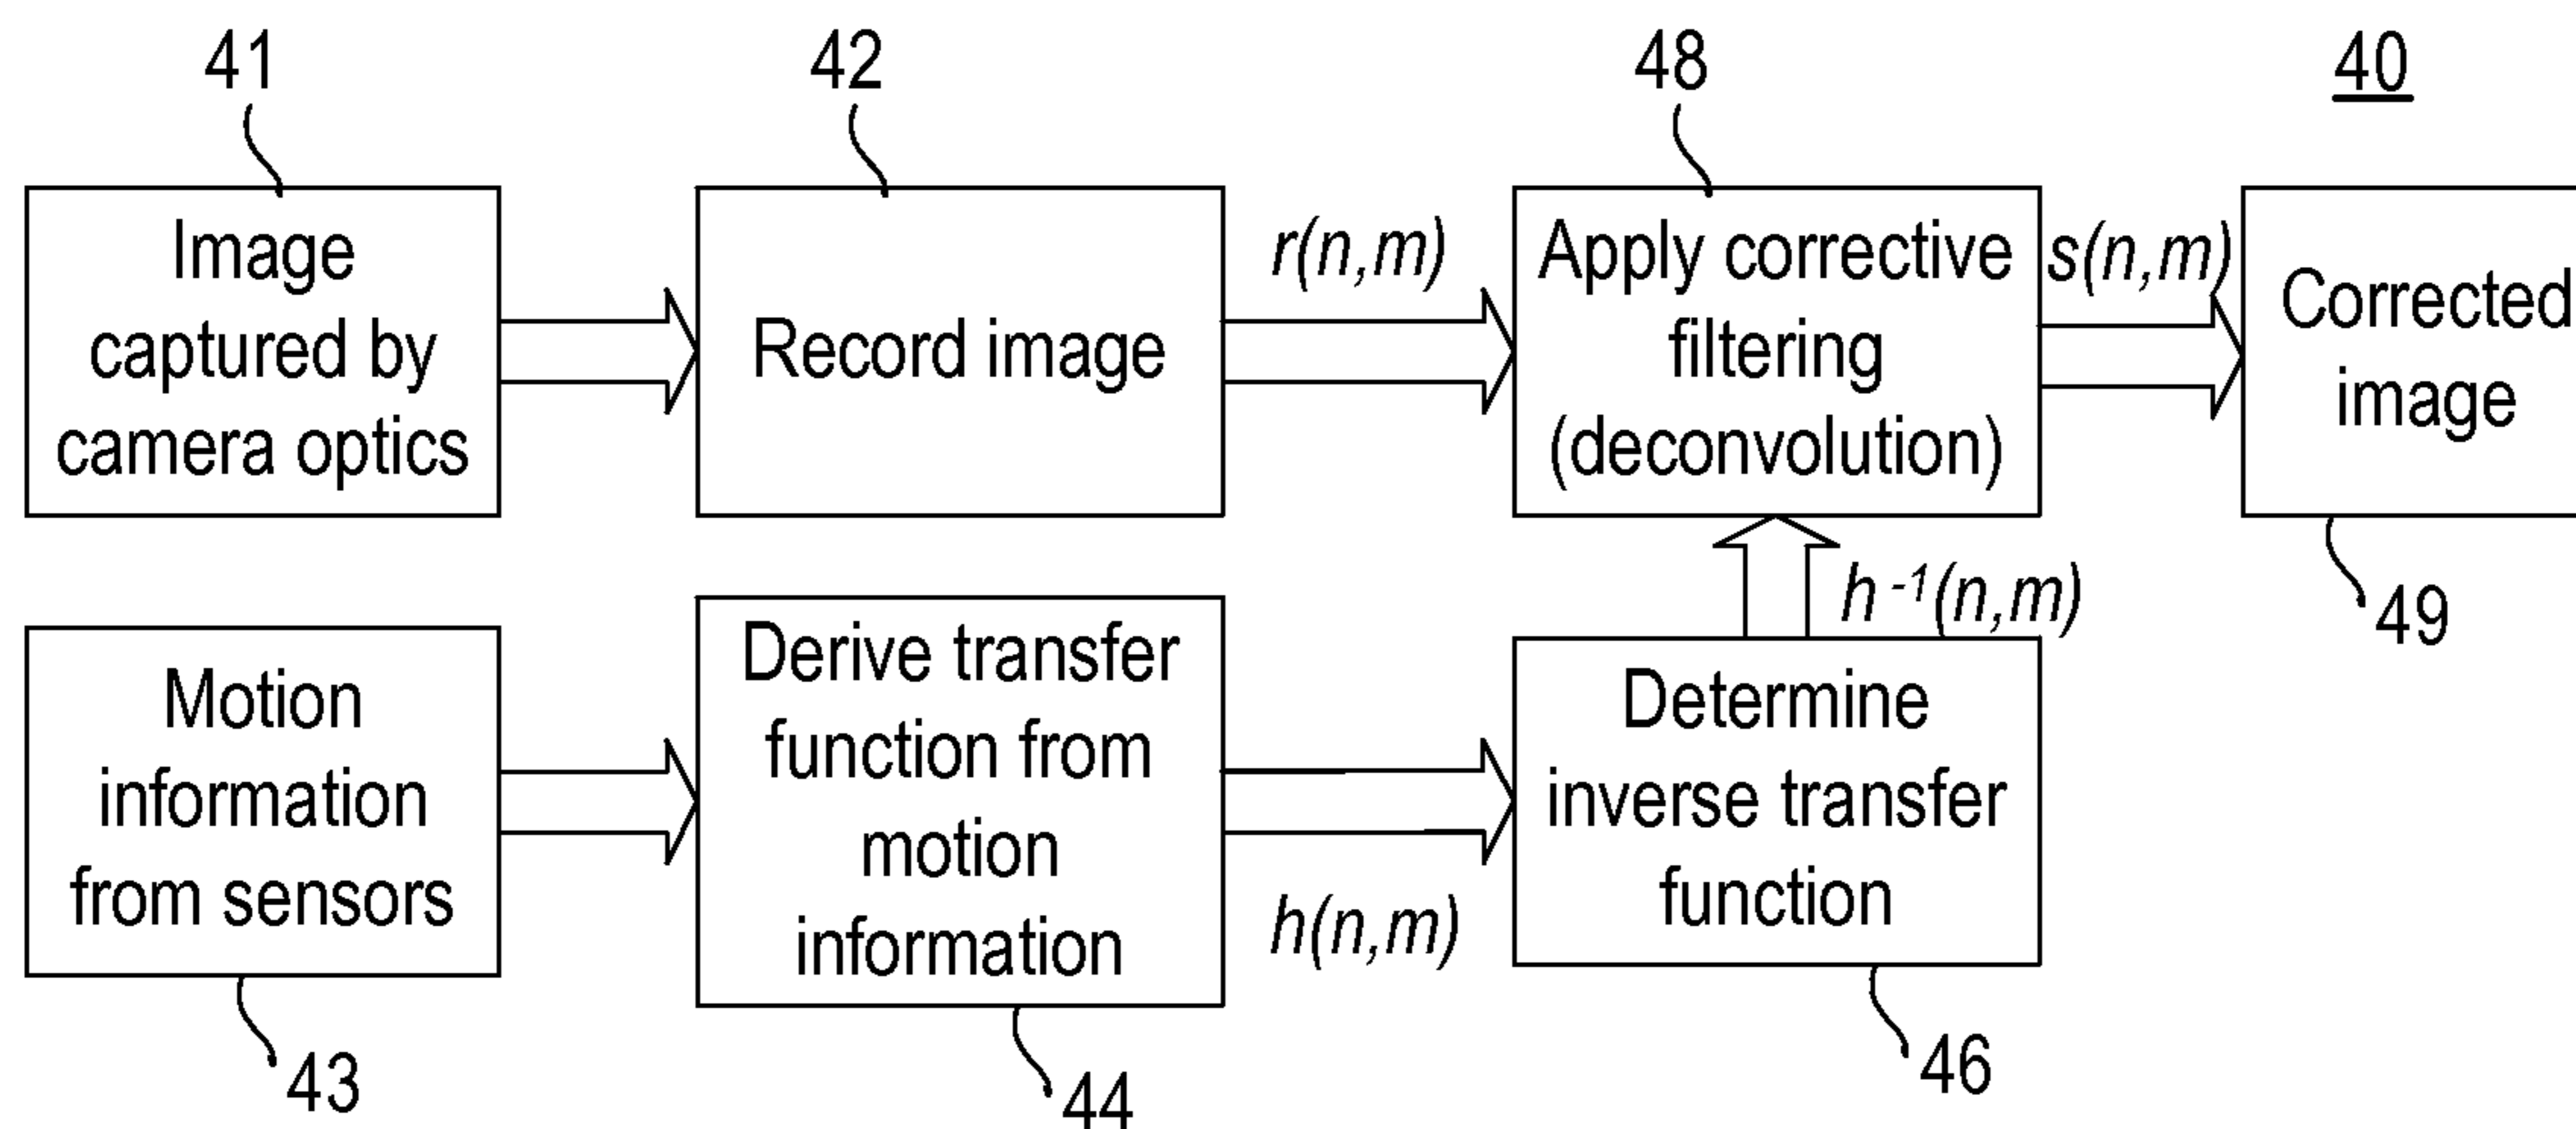 41
42
48
40
Image
captured by
camera optics
Record image
r(n,m)
Apply corrective
filtering
(deconvolution)
s(n,m)
Corrected
image
49
Motion
information
from sensors
43
Derive transfer
function from
motion
information
44
h(n,m)
Determine
inverse transfer
function
46
h -1(n,m)